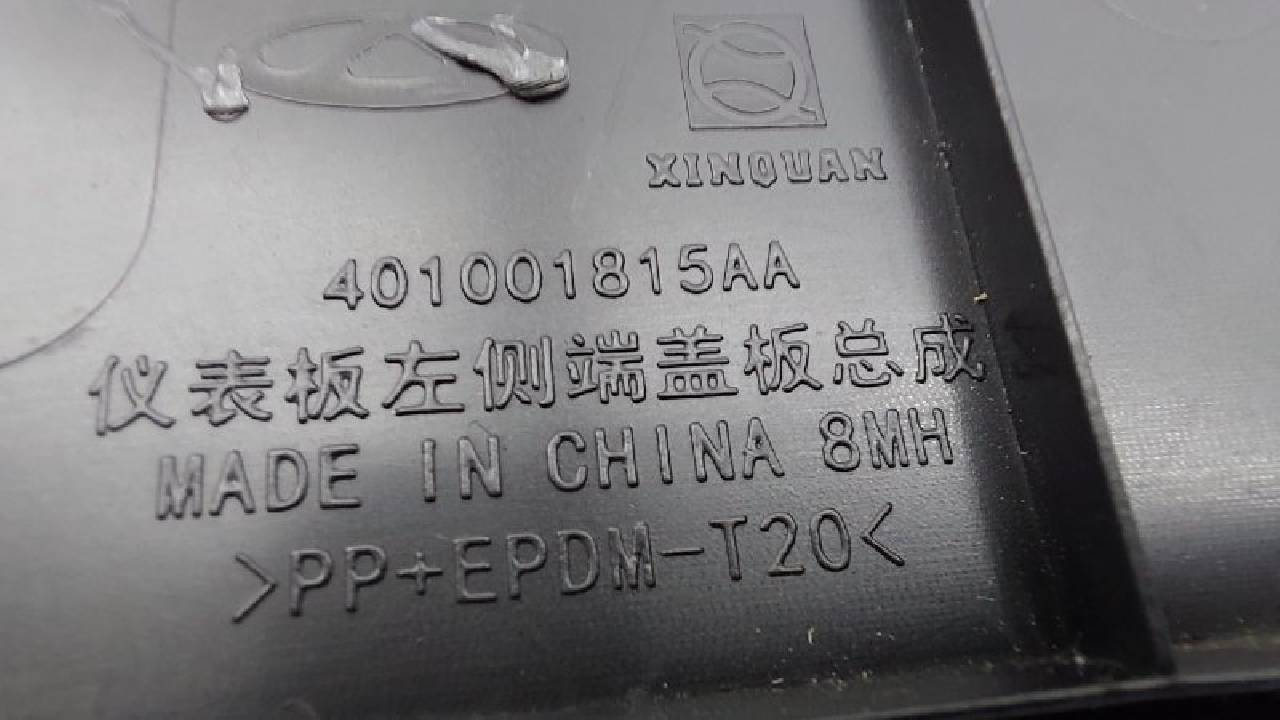 XINQUAN
401001815AA
仪表板左侧端盖板总成
MADE IN CHINA 8MH
>PP+EPDM-T20<